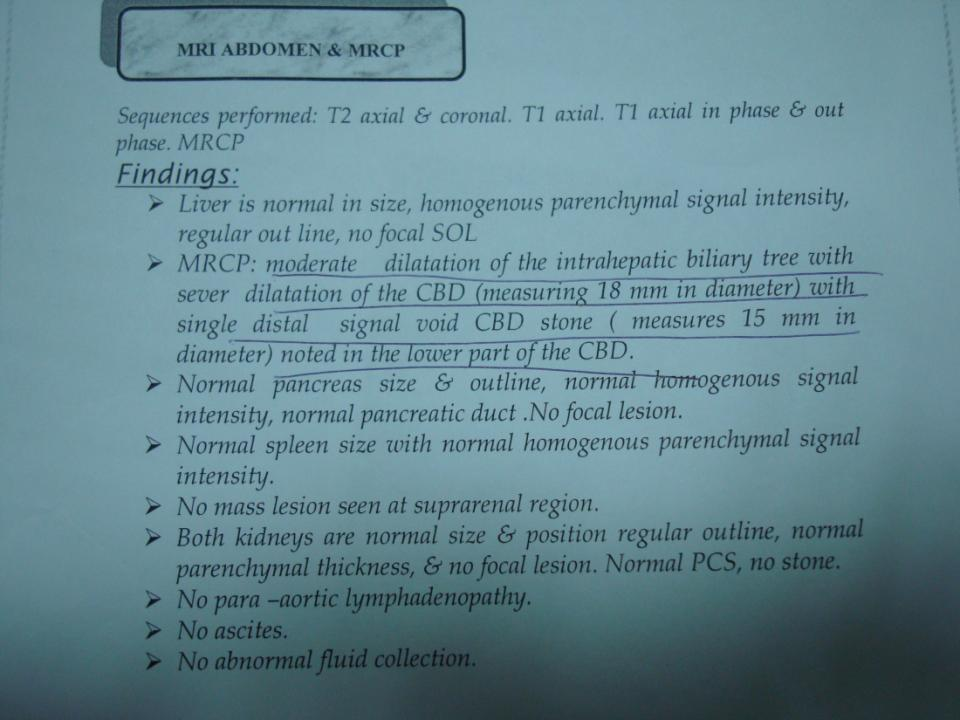 MRI ABDOMEN & MRCP
Sequences performed: T2 axial & coronal. T1 axial. T1 axial in phase & out
phase. MRCP
Findings:
➢ Liver is normal in size, homogenous parenchymal signal intensity,
regular out line, no focal SOL
➢ MRCP: moderate dilatation of the intrahepatic biliary tree with
sever dilatation of the CBD (measuring 18 mm in diameter) with
single distal signal void CBD stone ( measures 15 mm in
diameter) noted in the lower part of the CBD.
➢ Normal pancreas size & outline, normal homogenous signal
intensity, normal pancreatic duct .No focal lesion.
➢ Normal spleen size with normal homogenous parenchymal signal
intensity.
➢ No mass lesion seen at suprarenal region.
➢ Both kidneys are normal size & position regular outline, normal
parenchymal thickness, & no focal lesion. Normal PCS, no stone.
➢ No para –aortic lymphadenopathy.
➢ No ascites.
➢ No abnormal fluid collection.